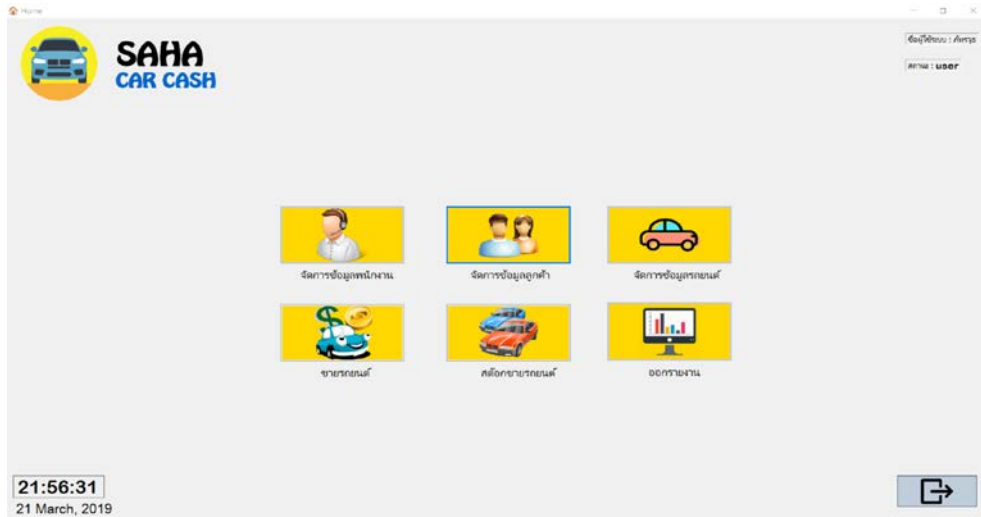 Home
SAHA
CAR CASH
ชื่อผู้ใช้ระบบ :
สถานะ : user
จัดการข้อมูลพนักงาน
จัดการข้อมูลลูกค้า
จัดการข้อมูลรถยนต์
ขายรถยนต์
สต๊อกขายรถยนต์
ออกรายงาน
21:56:31
21 March, 2019